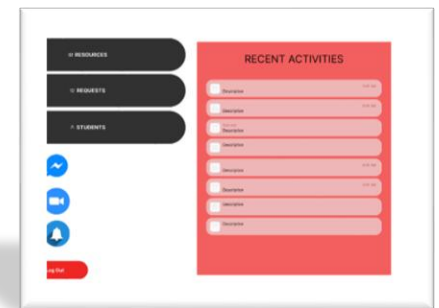 RESOURCES
REQUESTS
STUDENTS
Log Out
RECENT ACTIVITIES
Description
Description
Description
Description
Description
Description
Description
Description